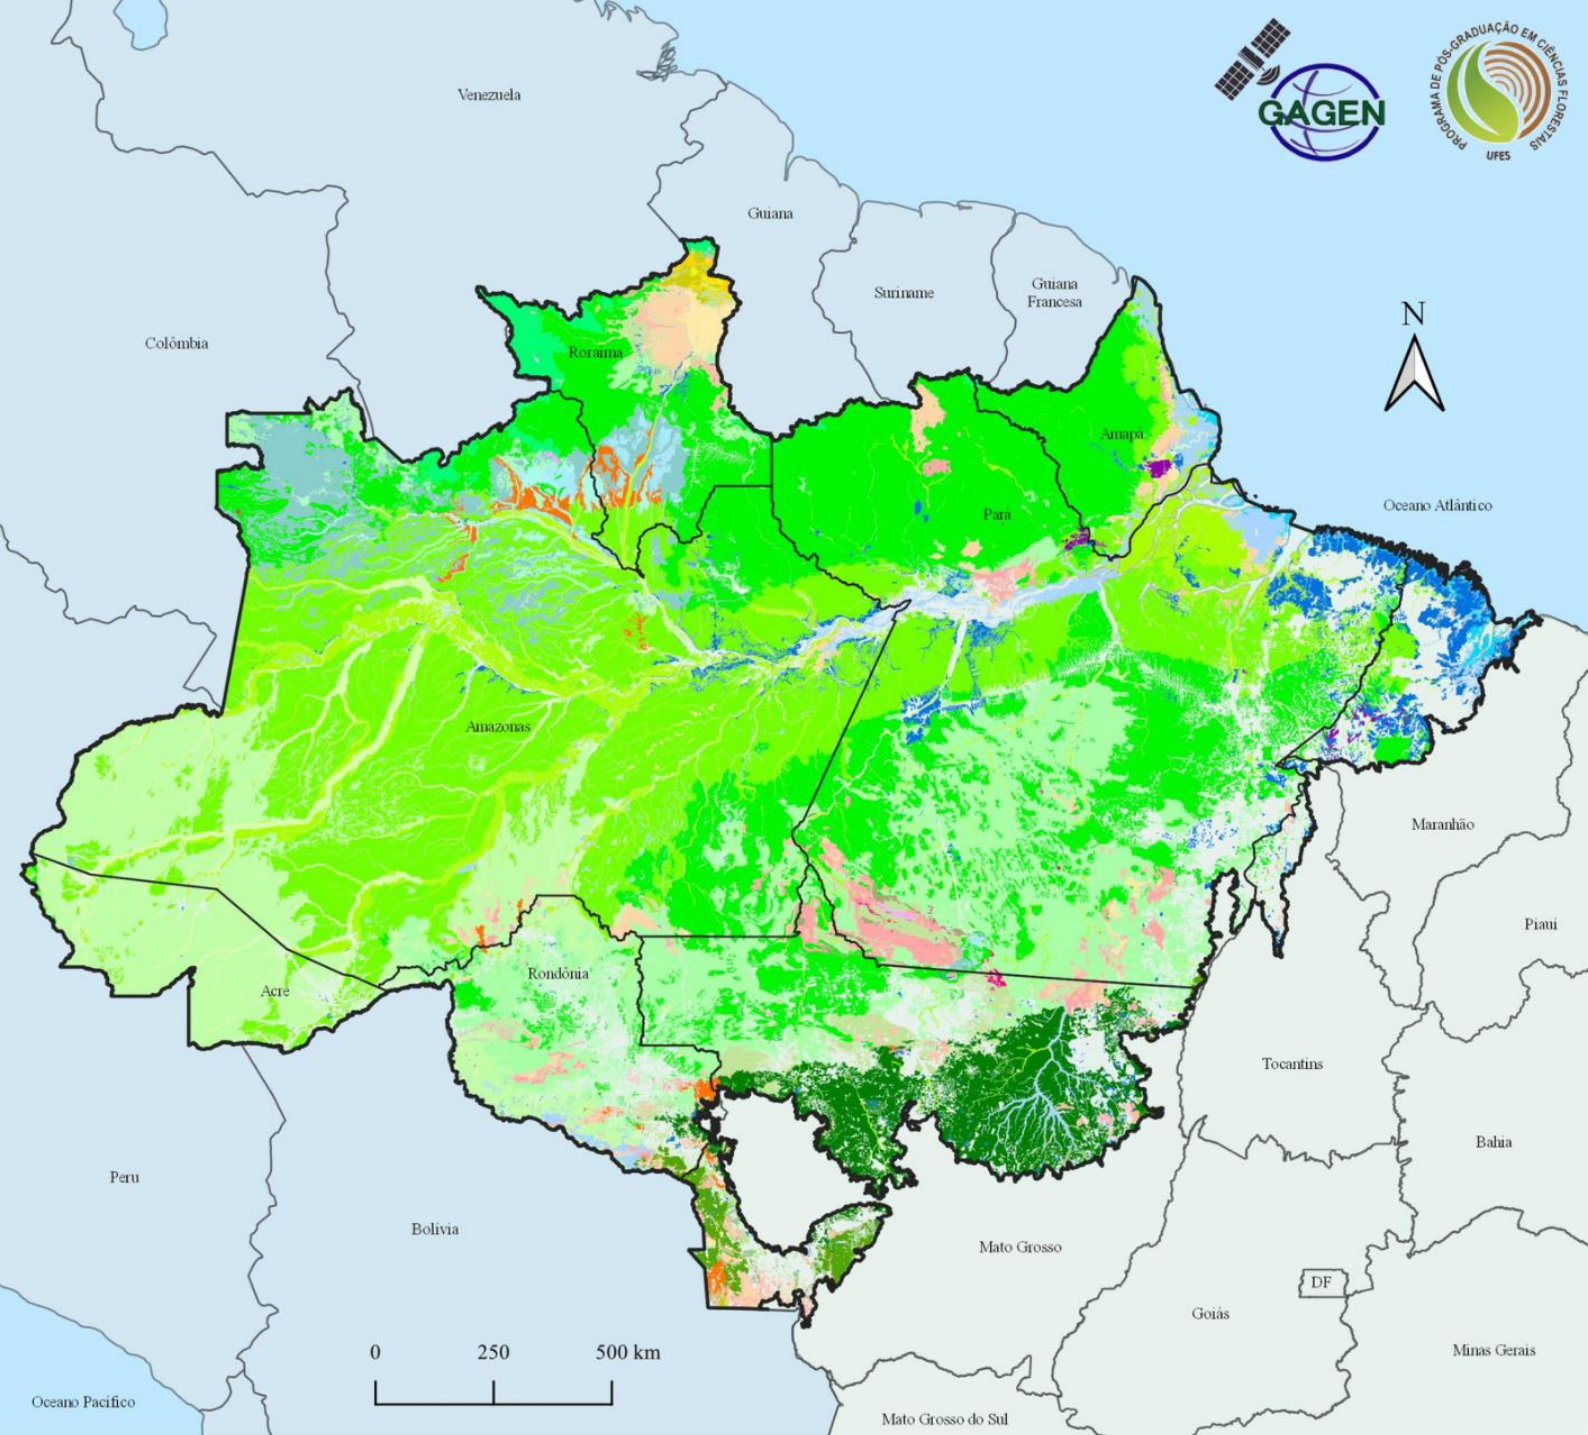 PROGRAMA DE PÓS-GRADUAÇÃO EM CIÊNCIAS FLORESTAIS
UFES
GAGEN
Venezuela
Guiana
Suriname
Guiana
Francesa
Colômbia
Roraima
N
Amapá
Pará
Oceano Atlântico
Amazonas
Maranhão
Piauí
Rondônia
Acre
Tocantins
Peru
Bahia
Bolívia
Mato Grosso
DF
Goiás
0 250 500 km
Minas Gerais
Oceano Pacífico
Mato Grosso do Sul